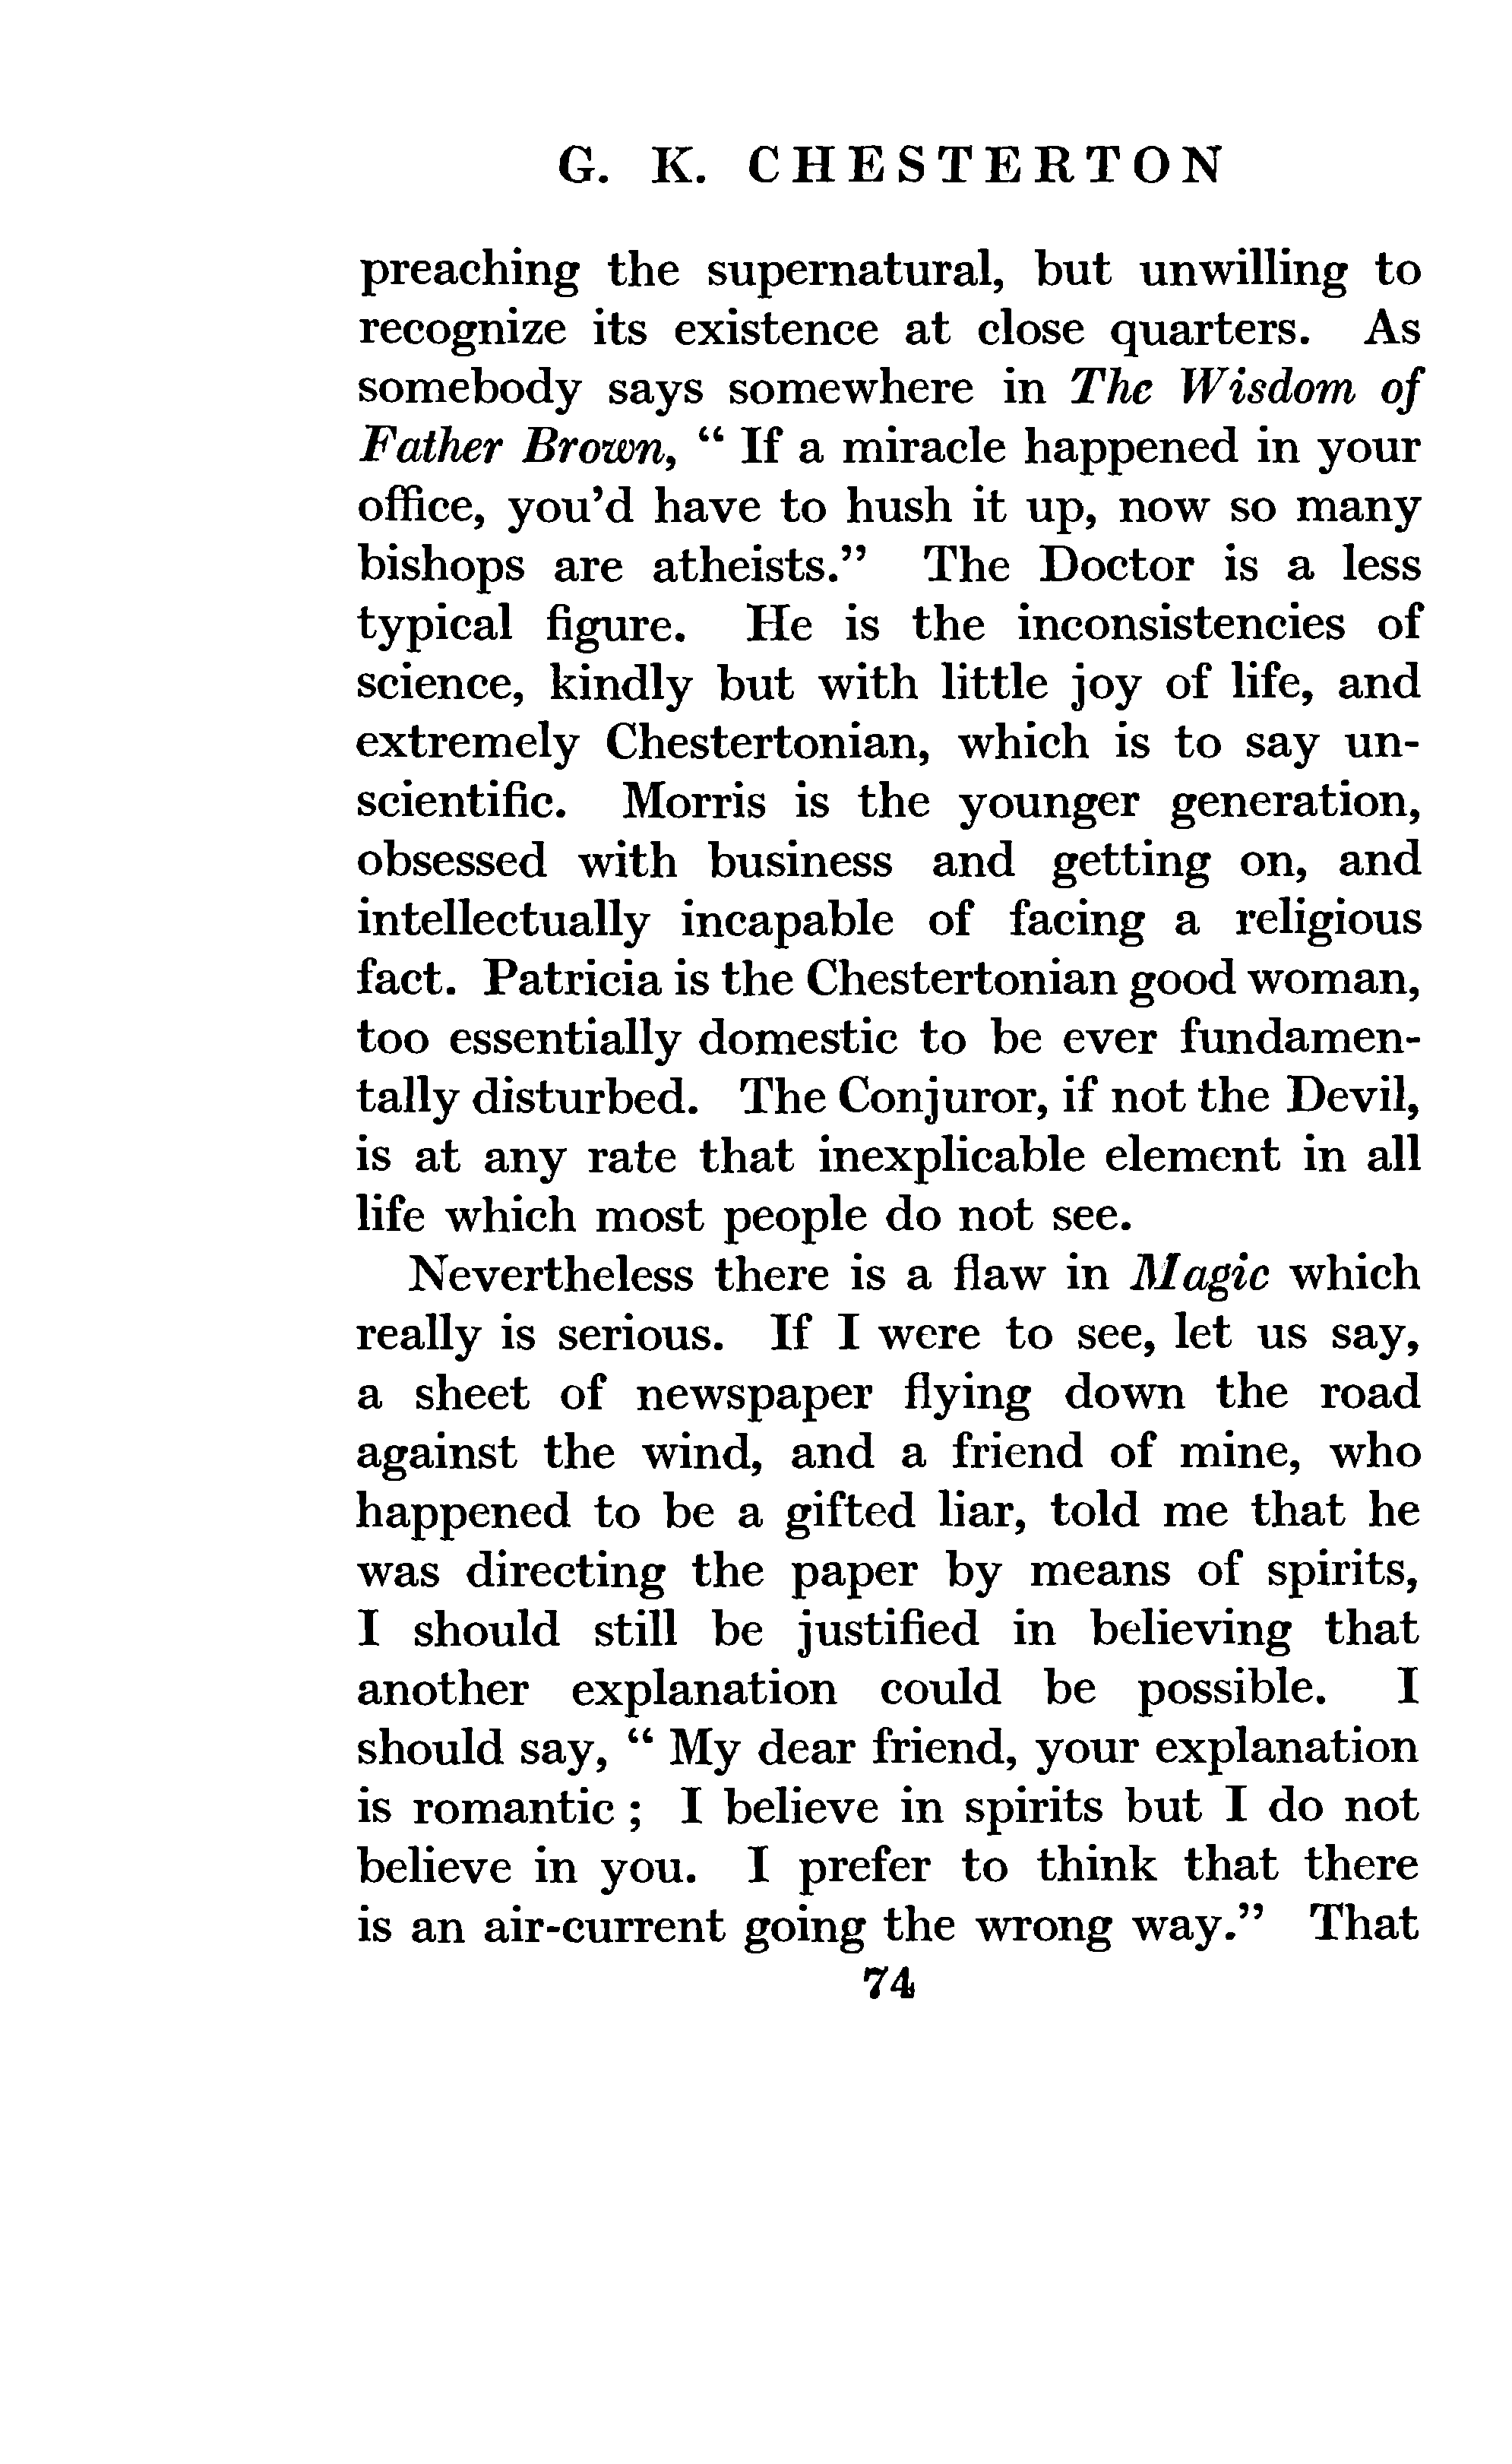 G. K. CHESTERTON
preaching the supernatural, but unwilling to
recognize its existence at close quarters. As
somebody says somewhere in The Wisdom of
Father Brown, “ If a miracle happened in your
office, you’d have to hush it up, now so many
bishops are atheists.” The Doctor is a less
typical figure. He is the inconsistencies of
science, kindly but with little joy of life, and
extremely Chestertonian, which is to say un-
scientific. Morris is the younger generation,
obsessed with business and getting on, and
intellectually incapable of facing a religious
fact. Patricia is the Chestertonian good woman,
too essentially domestic to be ever fundamen-
tally disturbed. The Conjuror, if not the Devil,
is at any rate that inexplicable element in all
life which most people do not see.
Nevertheless there is a flaw in Magic which
really is serious. If I were to see, let us say,
a sheet of newspaper flying down the road
against the wind, and a friend of mine, who
happened to be a gifted liar, told me that he
was directing the paper by means of spirits,
I should still be justified in believing that
another explanation could be possible. I
should say, “ My dear friend, your explanation
is romantic ; I believe in spirits but I do not
believe in you. I prefer to think that there
is an air-current going the wrong way.” That
74